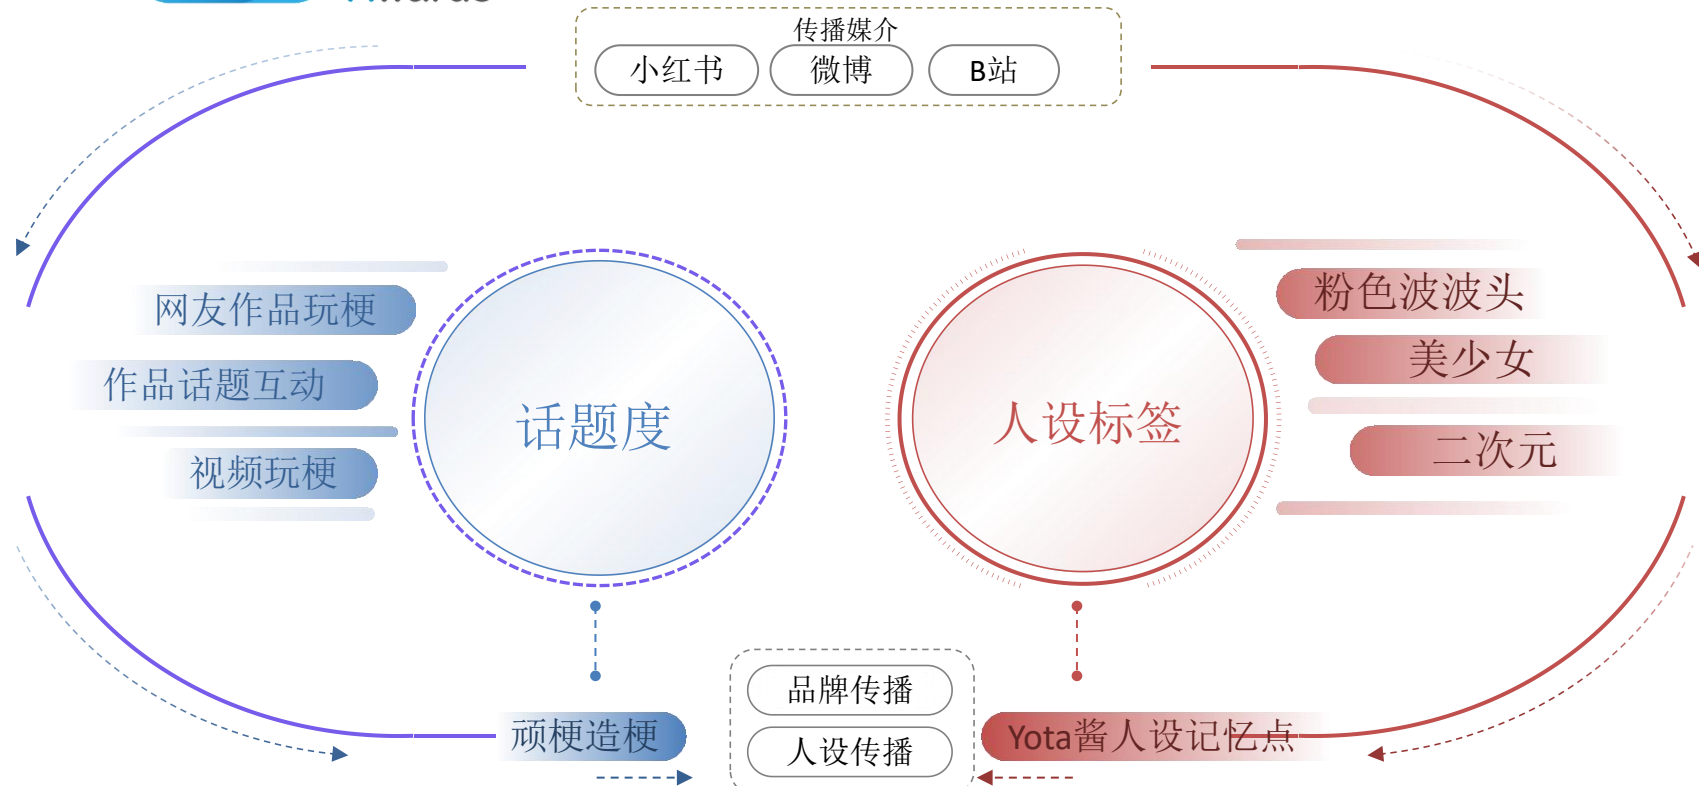 传播媒介
小红书
微博
B站
网友作品玩梗
作品话题互动
视频玩梗
话题度
人设标签
粉色波波头
美少女
二次元
顽梗造梗
品牌传播
人设传播
Yota酱人设记忆点